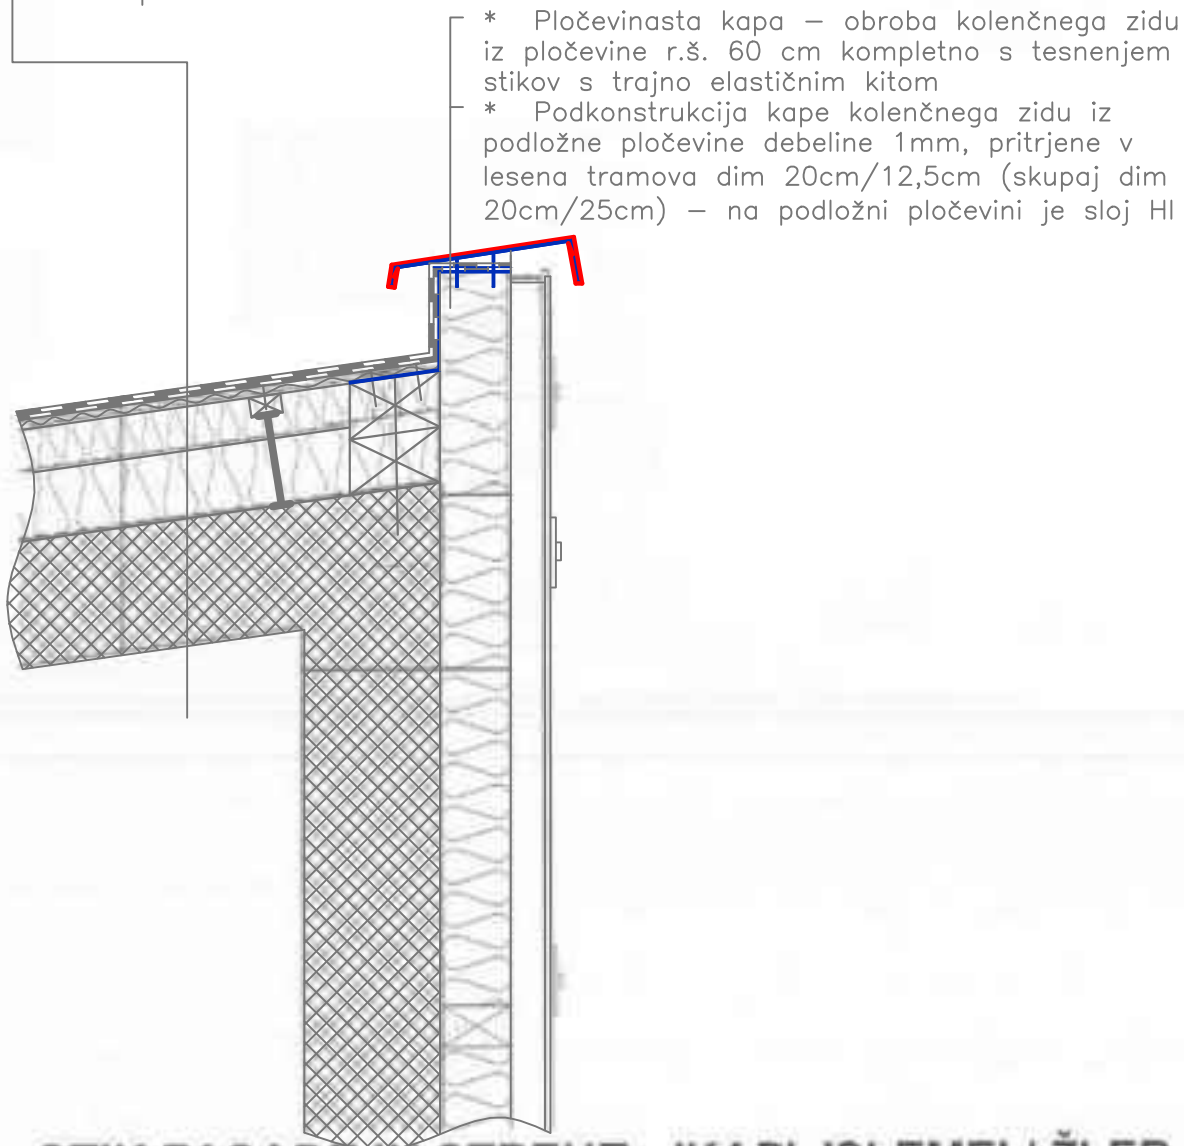 * Pločevinasta kapa – obroba kolenčnega zidu
iz pločevine r.š. 60 cm kompletno s tesnenjem
stikov s trajno elastičnim kitom
* Podkonstrukcija kape kolenčnega zidu iz
podložne pločevine debeline 1mm, pritrjene v
lesena tramova dim 20cm/12,5cm (skupaj dim
20cm/25cm) – na podložni pločevini je sloj HI